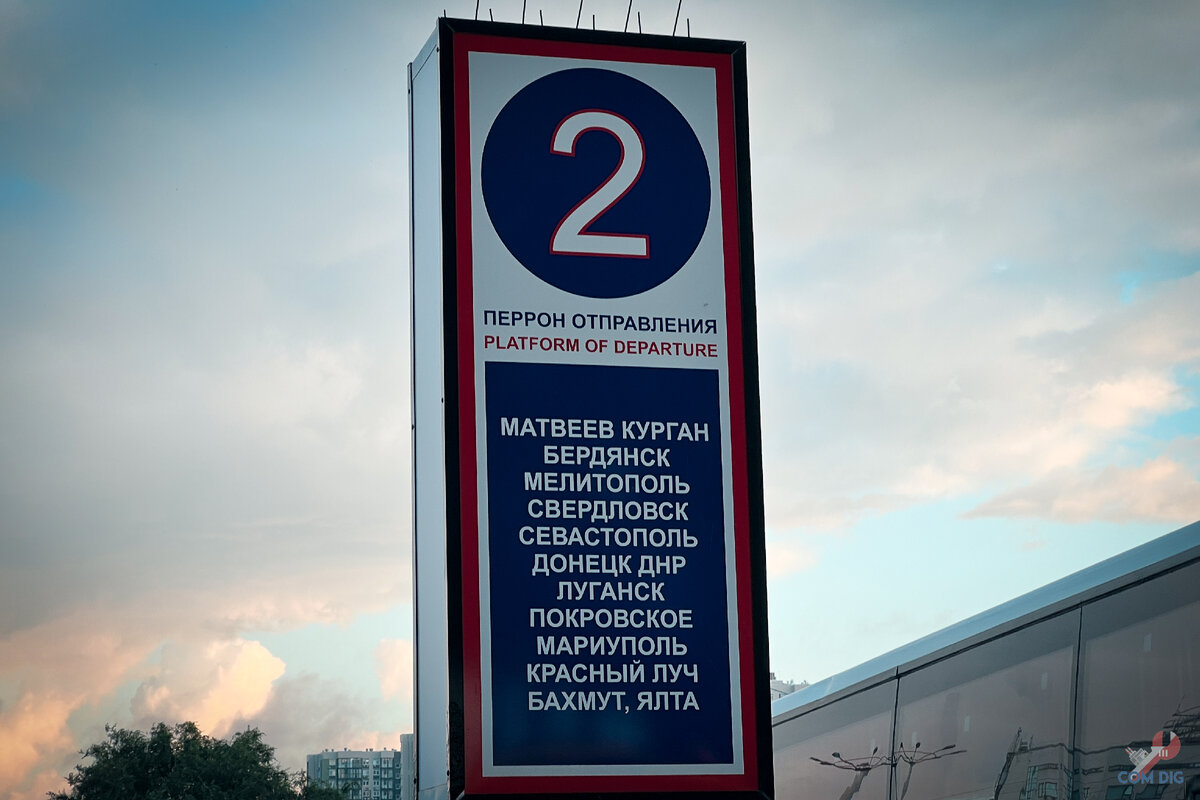 2
ПЕРРОН ОТПРАВЛЕНИЯ
PLATFORM OF DEPARTURE
МАТВЕЕВ КУРГАН
БЕРДЯНСК
МЕЛИТОПОЛЬ
СВЕРДЛОВСК
СЕВАСТОПОЛЬ
ДОНЕЦК ДНР
ЛУГАНСК
ПОКРОВСКОЕ
МАРИУПОЛЬ
КРАСНЫЙ ЛУЧ
БАХМУТ, ЯЛТА
COM DIG